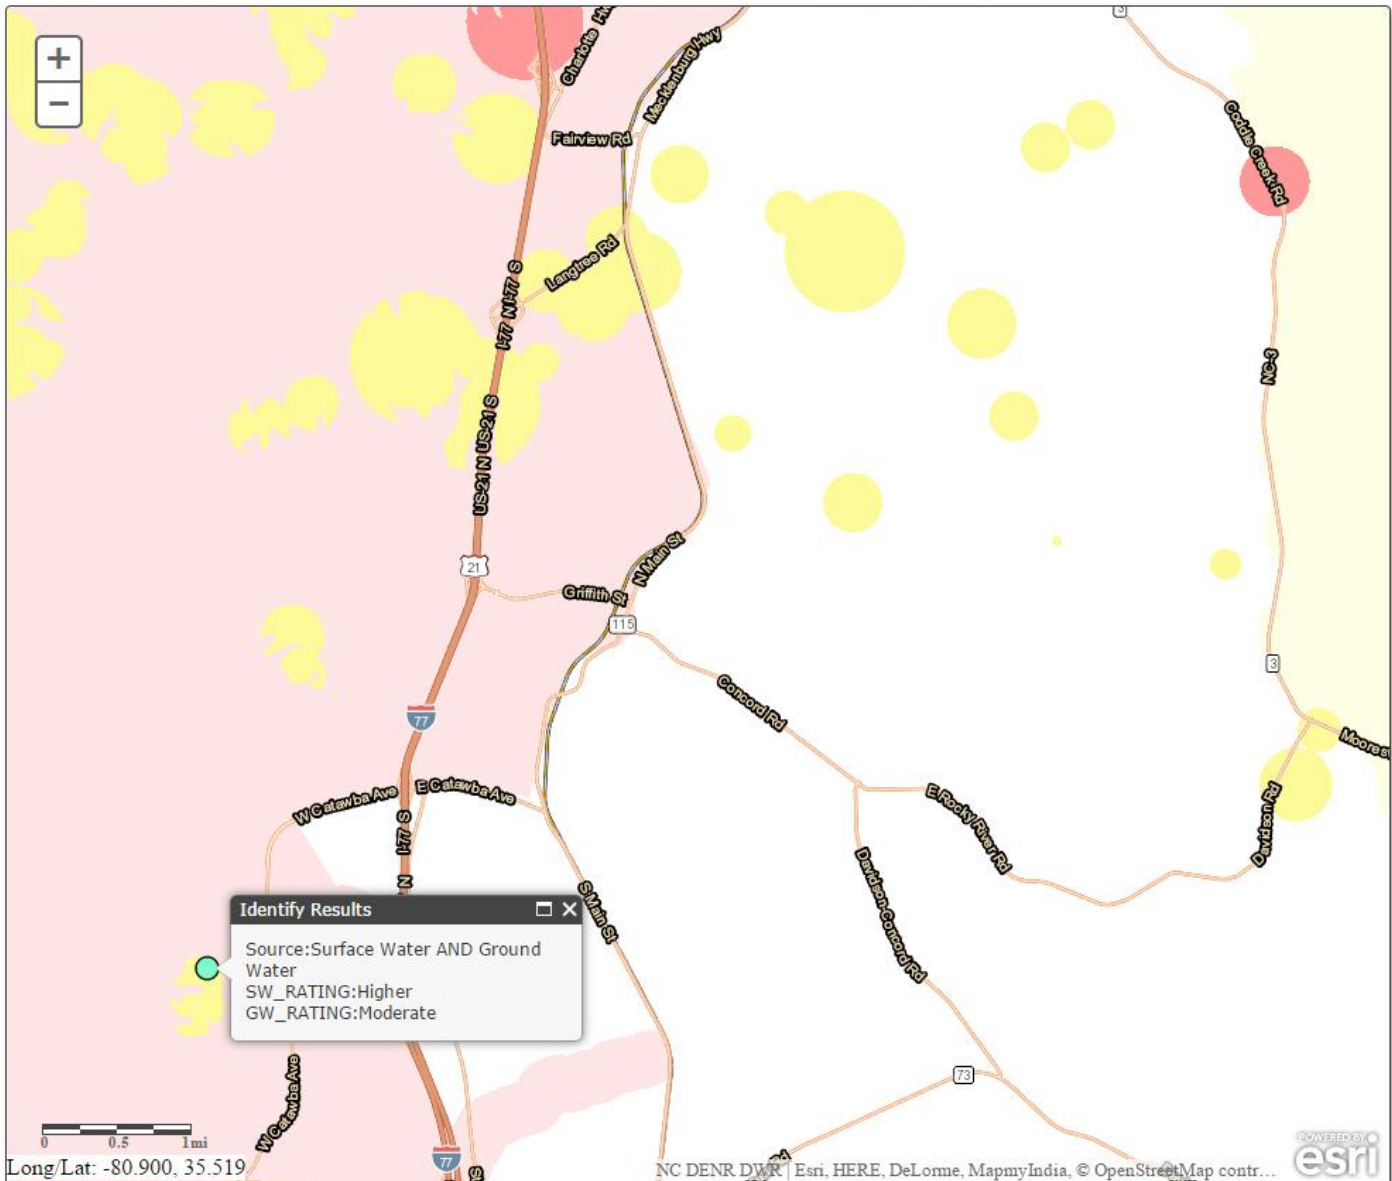 3
+
−
Charlotte Hw
Mecklenburg Hwy
Fairview Rd
Coddle Creek Rd
Langtree Rd
I-77 N I-77 S
NC-3
US-21 N US-21 S
N Main St
21
Griffith St
115
3
Concord Rd
77
Mooresv
W Catawba Ave
E Catawba Ave
E Rocky River Rd
Davidson Rd
I-77 S
N
Davidson-Concord Rd
S Main St
Identify Results
Source:Surface Water AND Ground
Water
SW_RATING:Higher
GW_RATING:Moderate
W Catawba Ave
73
0 0.5 1mi
77
Long/Lat: -80.900, 35.519
NC DENR DWR | Esri, HERE, DeLorme, MapmyIndia, © OpenStreetMap contr...
POWERED BY
esri